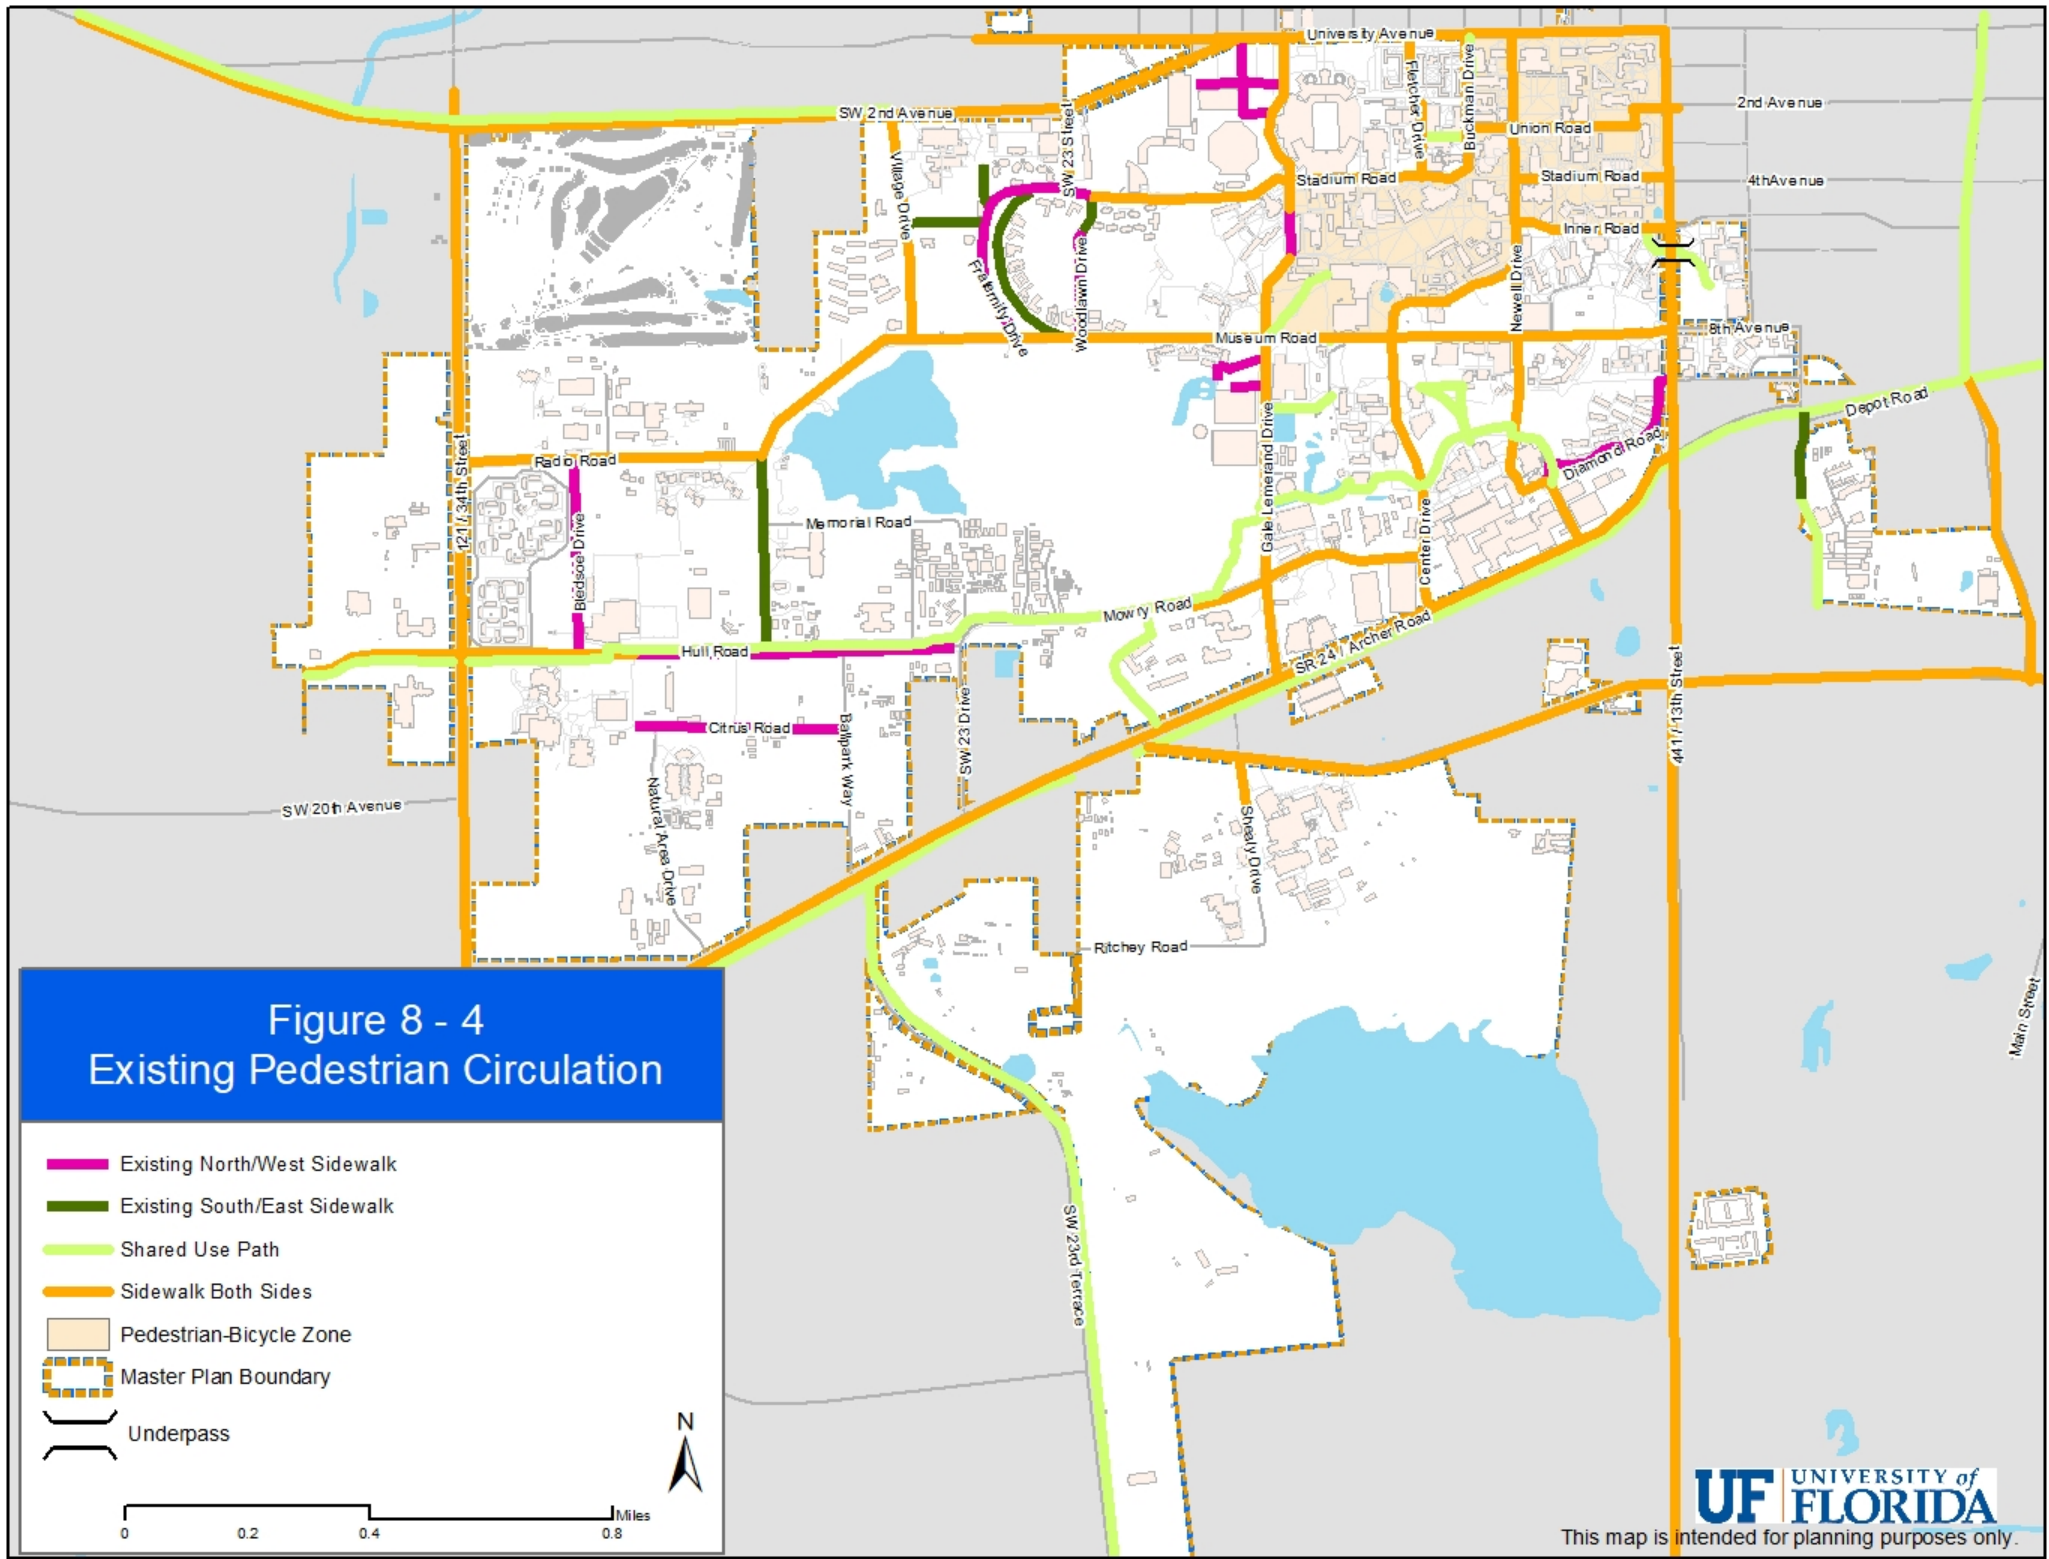 University Avenue
SW 2nd Avenue
2nd Avenue
Fletcher Drive
Buckman Drive
Union Road
SW 23 Street
Village Drive
Stadium Road
Stadium Road
4thAvenue
Inner Road
Fraternity Drive
Woodlawn Drive
Newell Drive
Museum Road
8th Avenue
Depot Road
Gale Lemerand Drive
Diamond Road
Radio Road
121 / 34th Street
Memorial Road
Bledsoe Drive
Center Drive
Mowry Road
Hull Road
SR 24 / Archer Road
441 / 13th Street
Citrus Road
Ballpark Way
SW 23 Drive
SW 20th Avenue
Natural Area Drive
Shealy Drive
Ritchey Road
Main Street
SW 23rd Terrace
Figure 8 - 4
Existing Pedestrian Circulation
Existing North/West Sidewalk
Existing South/East Sidewalk
Shared Use Path
Sidewalk Both Sides
Pedestrian-Bicycle Zone
Master Plan Boundary
Underpass
N
Miles
0 0.2 0.4 0.8
UF UNIVERSITY of
FLORIDA
This map is intended for planning purposes only.